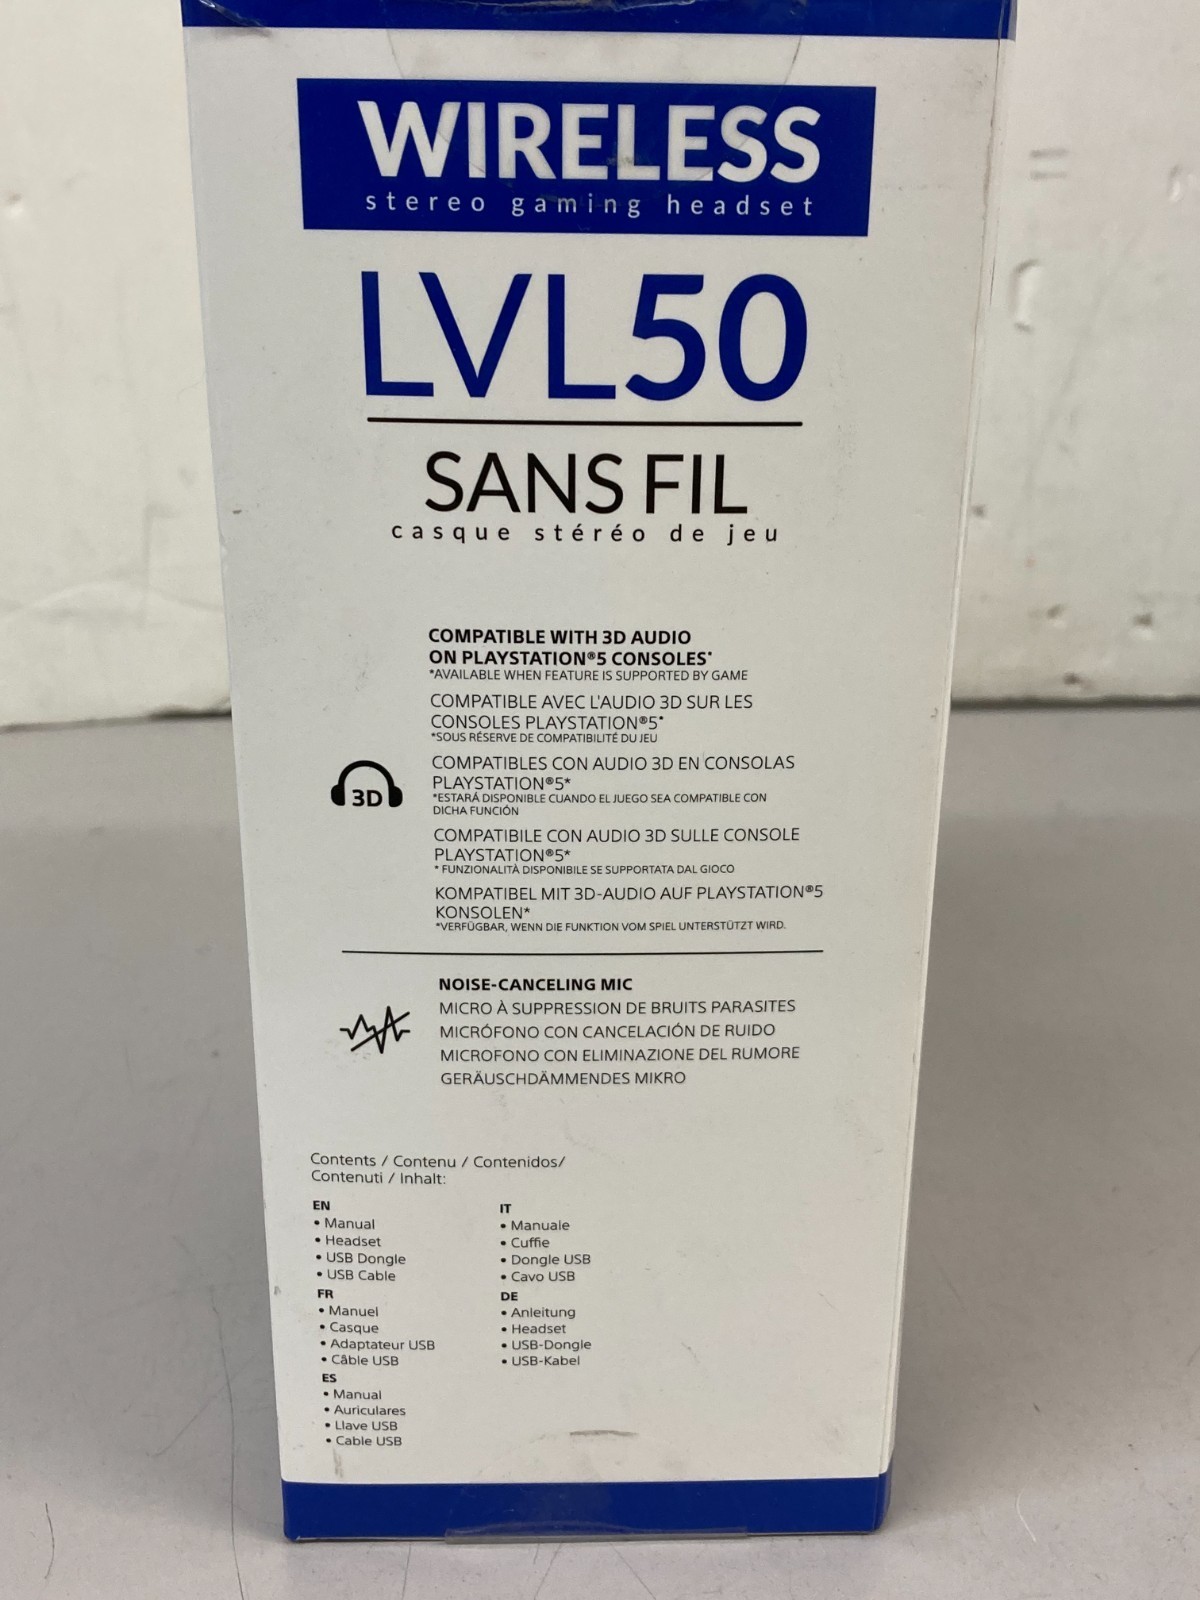 WIRELESS
stereo gaming headset
LVL50
SANS FIL
casque stéréo de jeu
COMPATIBLE WITH 3D AUDIO
ON PLAYSTATION®5 CONSOLES*
*AVAILABLE WHEN FEATURE IS SUPPORTED BY GAME
COMPATIBLE AVEC L'AUDIO 3D SUR LES
CONSOLES PLAYSTATION®5*
*SOUS RÉSERVE DE COMPATIBILITÉ DU JEU
3D
COMPATIBLES CON AUDIO 3D EN CONSOLAS
PLAYSTATION®5*
*ESTARÁ DISPONIBLE CUANDO EL JUEGO SEA COMPATIBLE CON
DICHA FUNCIÓN
COMPATIBILE CON AUDIO 3D SULLE CONSOLE
PLAYSTATION®5*
* FUNZIONALITÀ DISPONIBILE SE SUPPORTATA DAL GIOCO
KOMPATIBEL MIT 3D-AUDIO AUF PLAYSTATION®5
KONSOLEN*
*VERFÜGBAR, WENN DIE FUNKTION VOM SPIEL UNTERSTÜTZT WIRD.
NOISE-CANCELING MIC
MICRO À SUPPRESSION DE BRUITS PARASITES
MICRÓFONO CON CANCELACIÓN DE RUIDO
MICROFONO CON ELIMINAZIONE DEL RUMORE
GERÄUSCHDÄMMENDES MIKRO
Contents / Contenu / Contenidos/
Contenuti / Inhalt:
EN
• Manual
• Headset
• USB Dongle
• USB Cable
FR
• Manuel
• Casque
• Adaptateur USB
• Câble USB
ES
• Manual
• Auriculares
• Llave USB
• Cable USB
IT
• Manuale
• Cuffie
• Dongle USB
• Cavo USB
DE
• Anleitung
• Headset
• USB-Dongle
• USB-Kabel